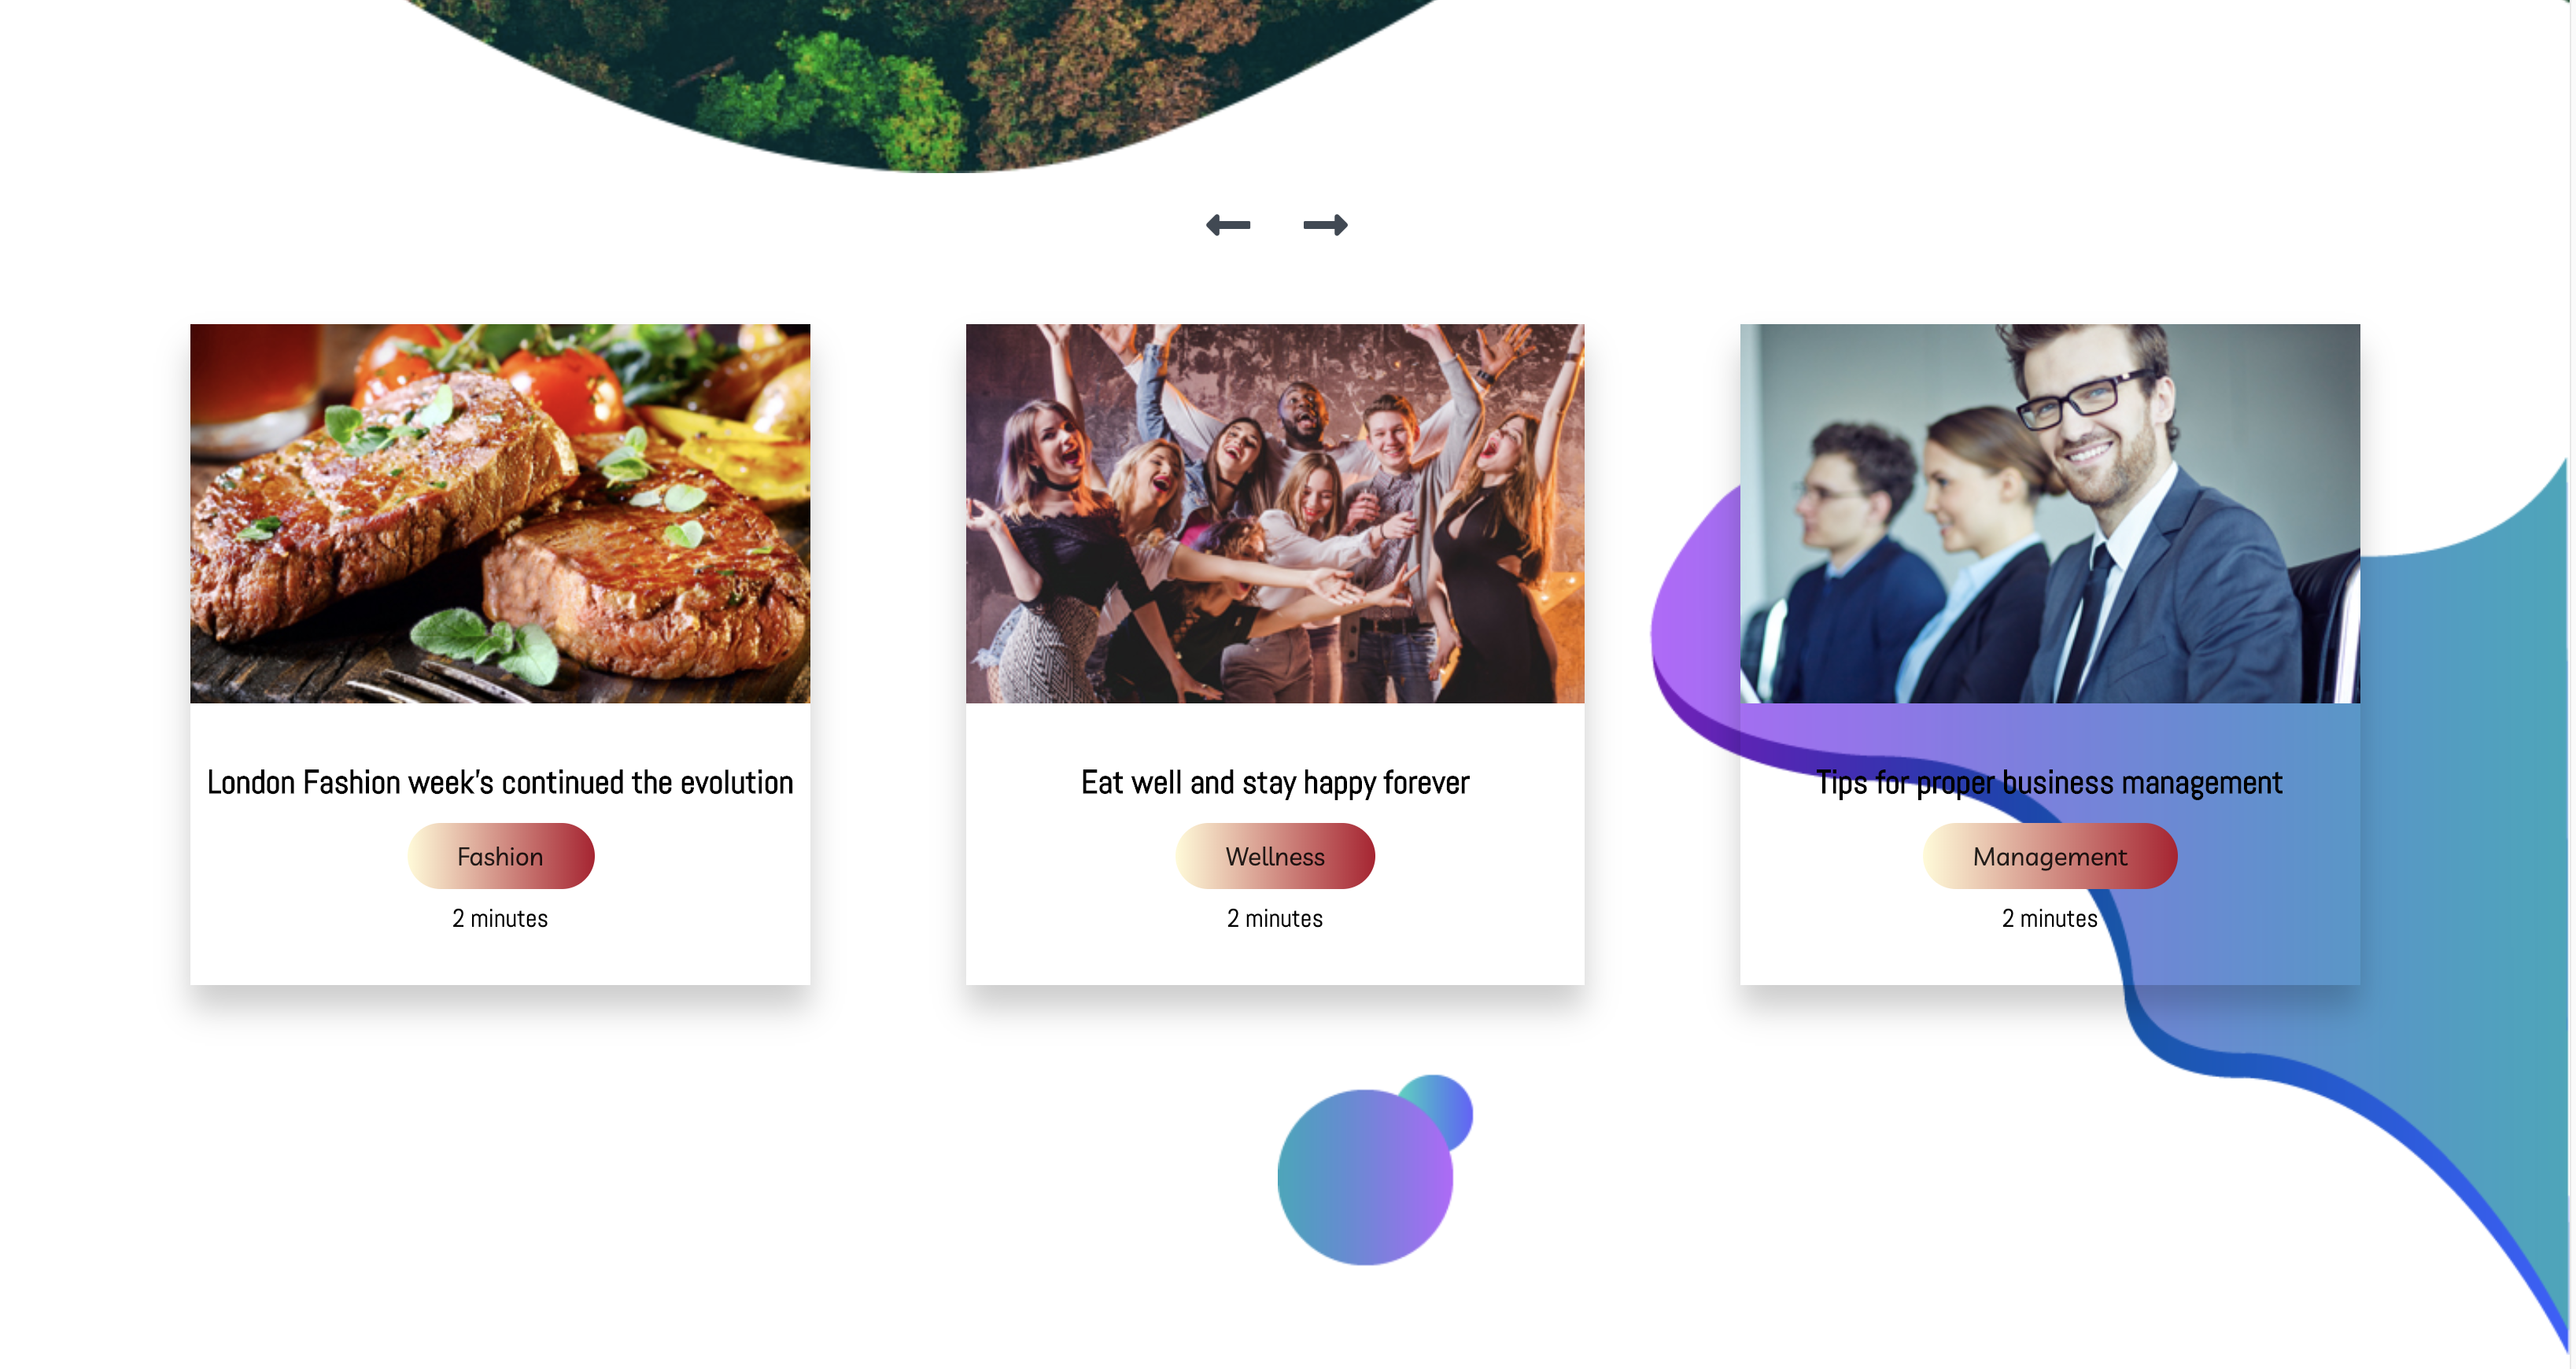 London Fashion week's continued the evolution
Fashion
2 minutes
Eat well and stay happy forever
Wellness
2 minutes
Tips for proper business management
Management
2 minutes